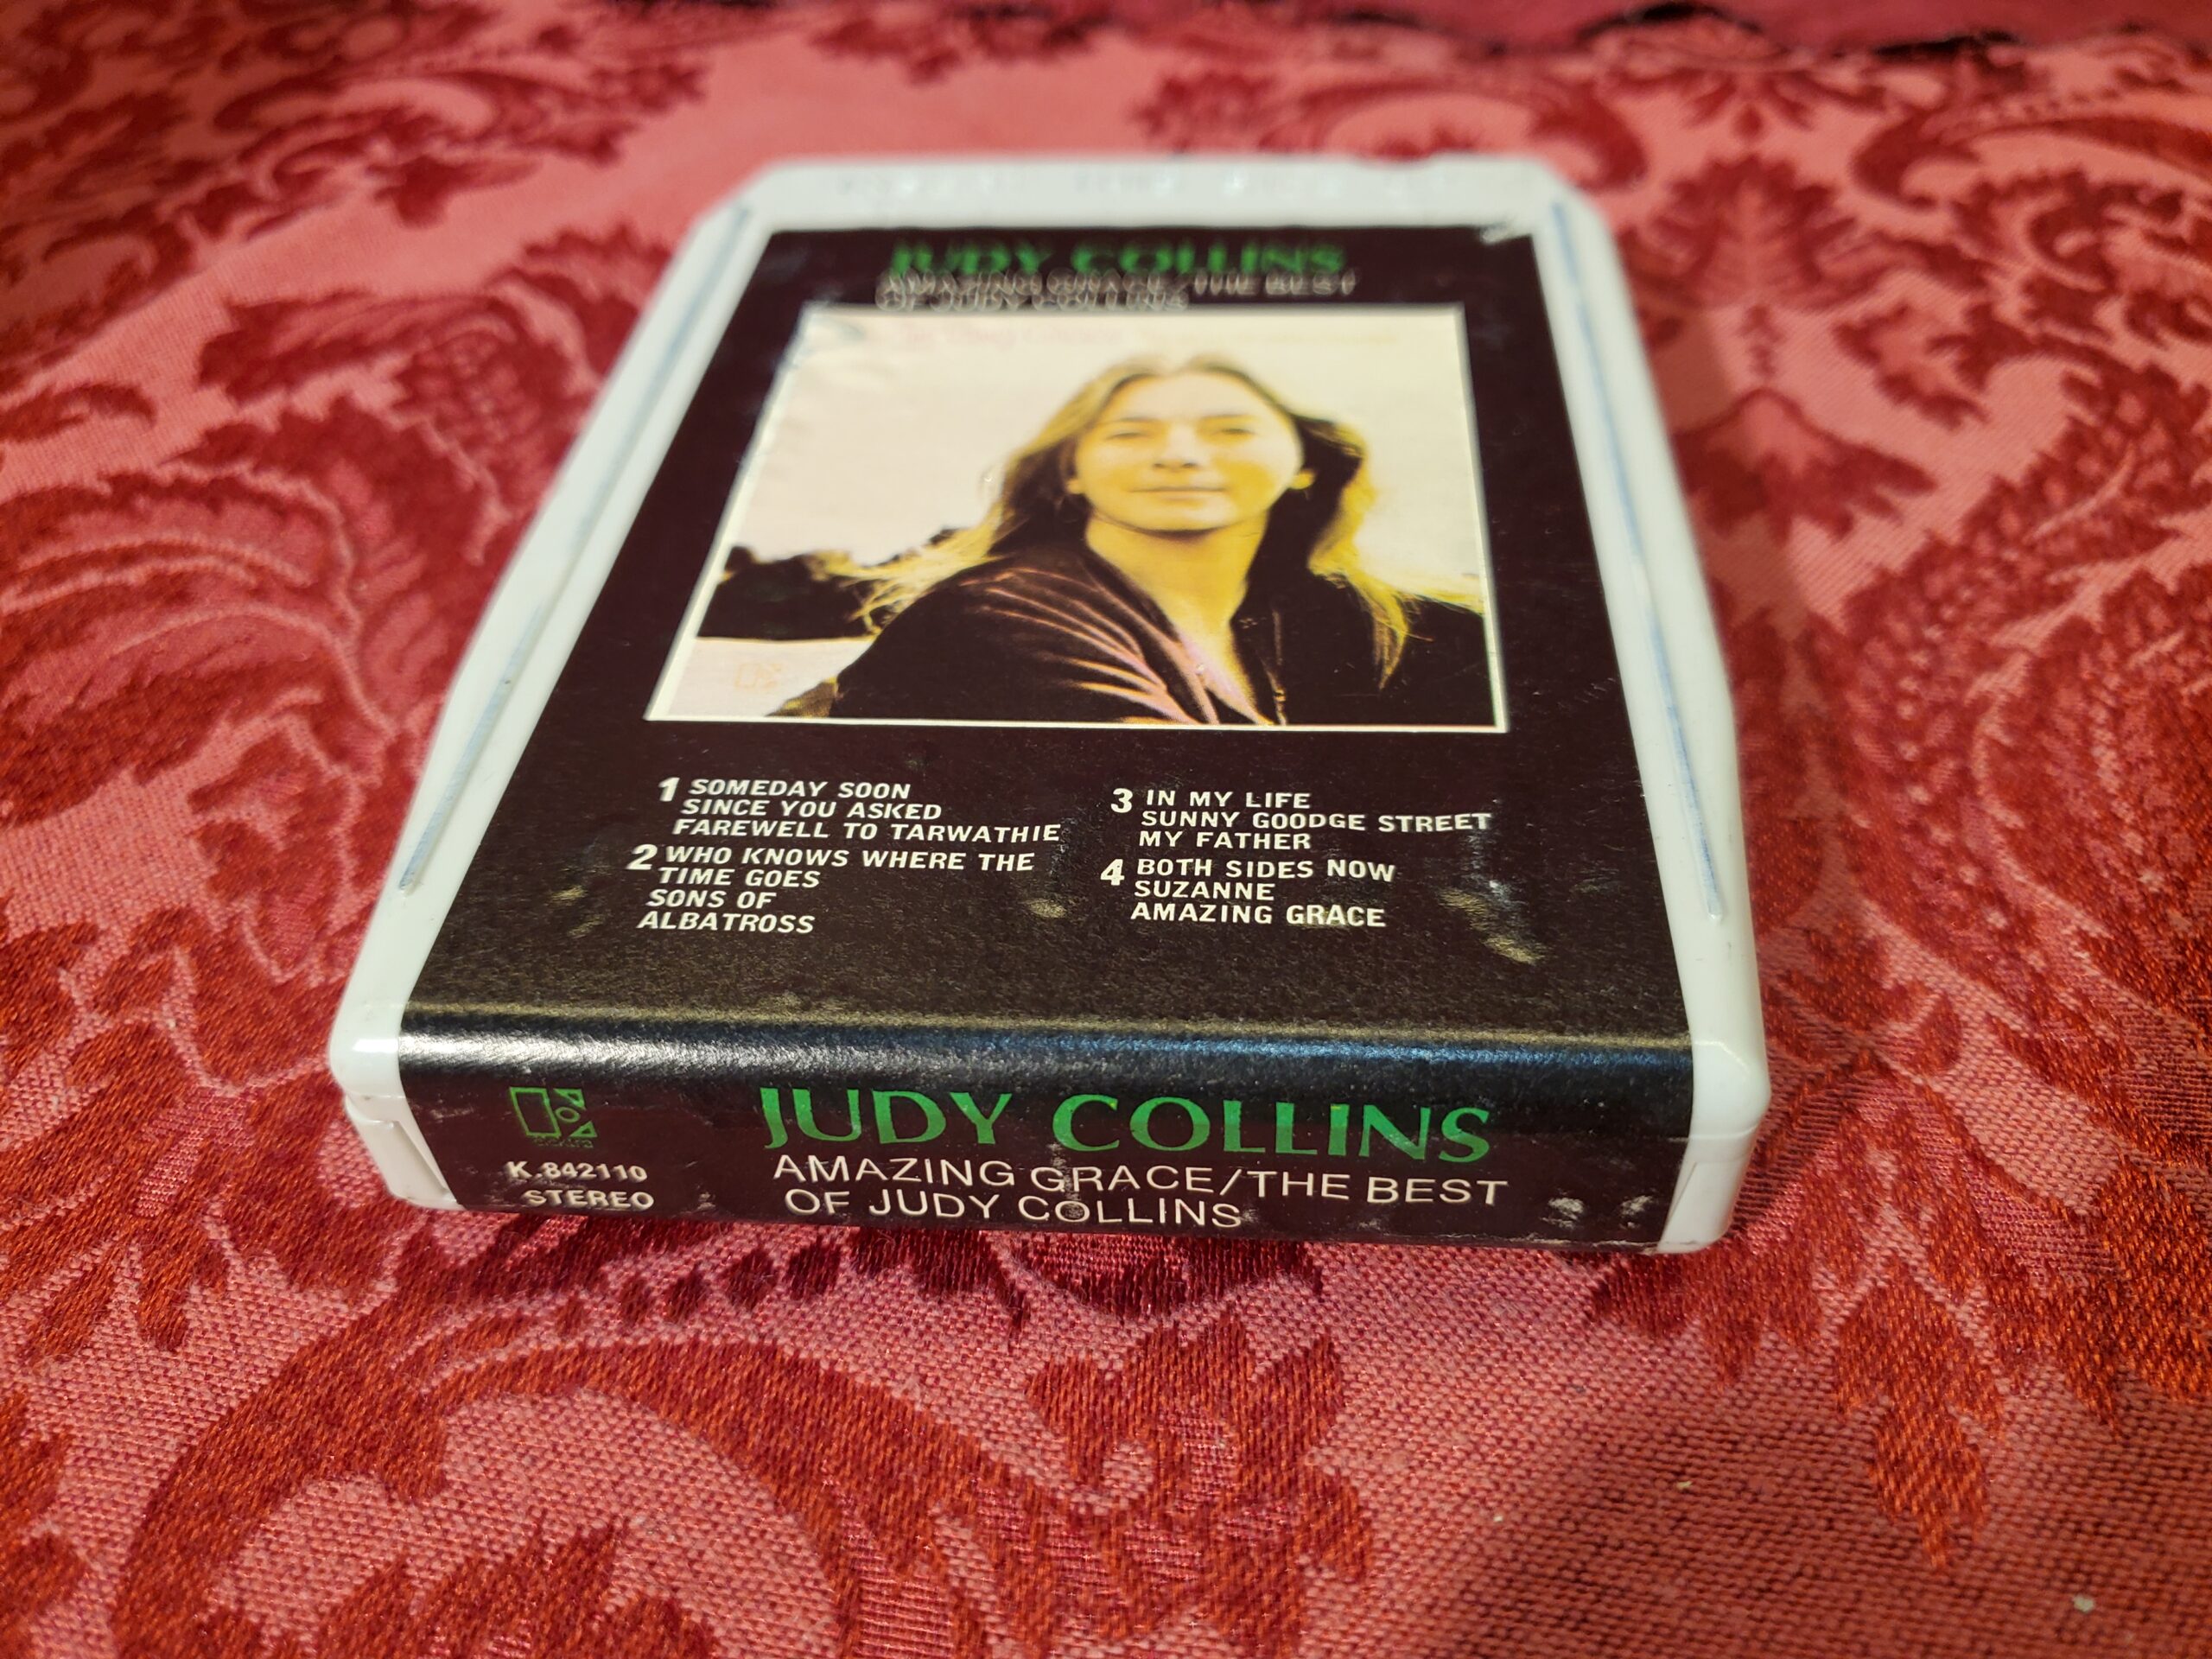 JUDY COLLINS
AMAZING GRACE/THE BEST
OF JUDY COLLINS
1 SOMEDAY SOON
SINCE YOU ASKED
FAREWELL TO TARWATHIE
2 WHO KNOWS WHERE THE
TIME GOES
SONS OF
ALBATROSS
3 IN MY LIFE
SUNNY GOODGE STREET
MY FATHER
4 BOTH SIDES NOW
SUZANNE
AMAZING GRACE
K.842110
STEREO
JUDY COLLINS
AMAZING GRACE/THE BEST
OF JUDY COLLINS